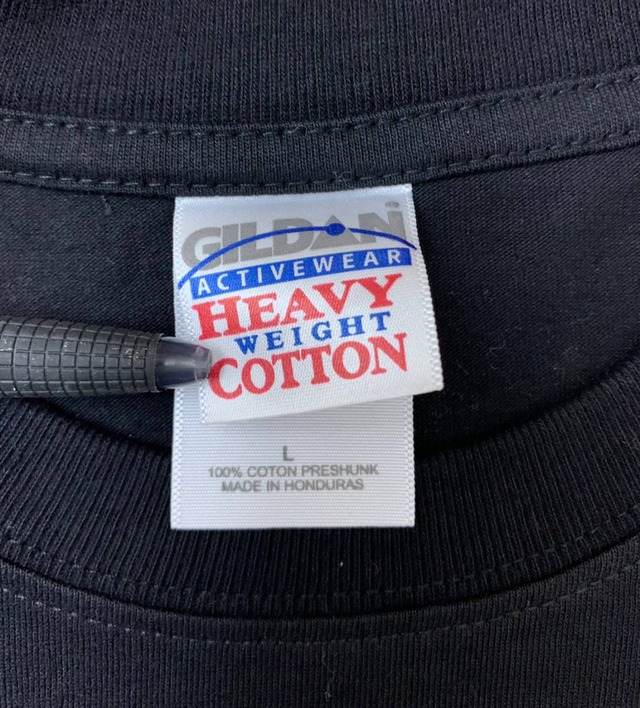 GILDAN®
ACTIVEWEAR
HEAVY
WEIGHT
COTTON
L
100% COTON PRESHUNK
MADE IN HONDURAS